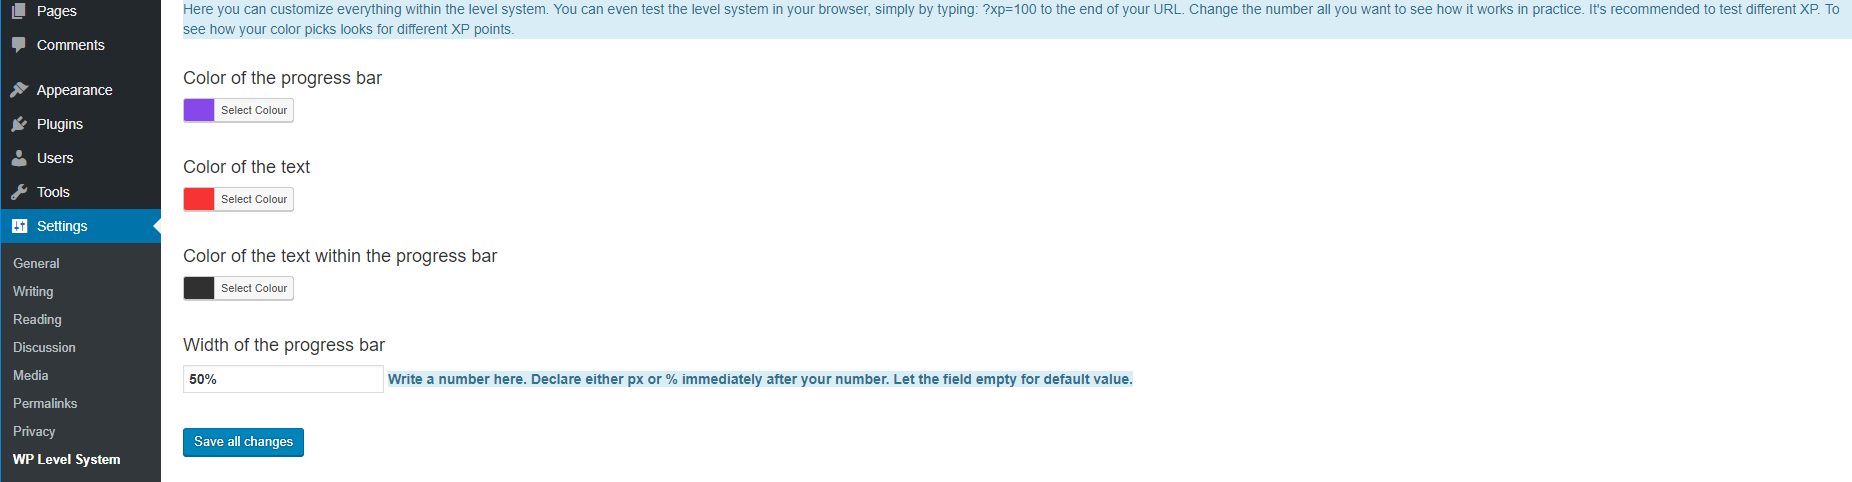 Pages
Comments
Appearance
Plugins
Users
Tools
Settings
General
Writing
Reading
Discussion
Media
Permalinks
Privacy
WP Level System
Here you can customize everything within the level system. You can even test the level system in your browser, simply by typing: ?xp=100 to the end of your URL. Change the number all you want to see how it works in practice. It's recommended to test different XP. To
see how your color picks looks for different XP points.
Color of the progress bar
Select Colour
Color of the text
Select Colour
Color of the text within the progress bar
Select Colour
Width of the progress bar
50% Write a number here. Declare either px or % immediately after your number. Let the field empty for default value.
Save all changes